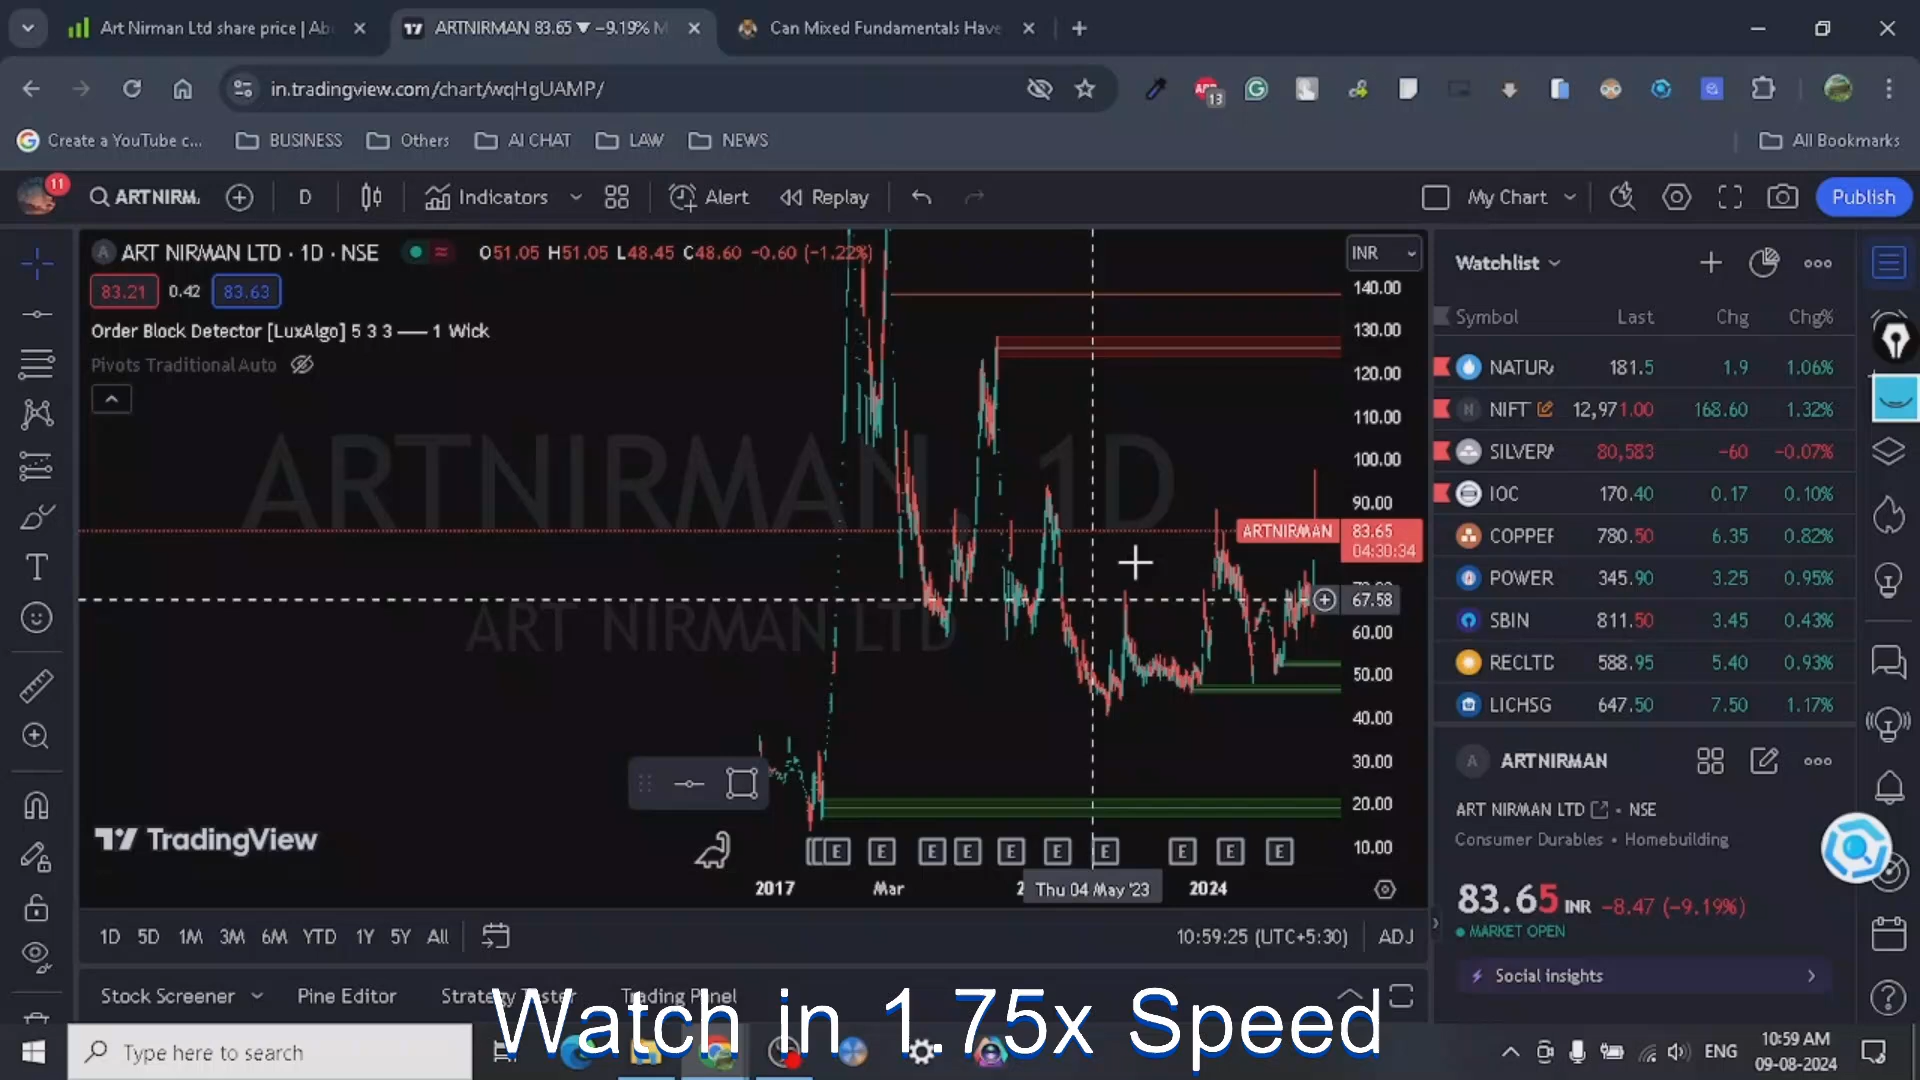 Art Nirman Ltd share price | Ab
ARTNIRMAN 83.65 ▼ −9.19% M
Can Mixed Fundamentals Have
in.tradingview.com/chart/wqHgUAMP/
13
Create a YouTube c...
BUSINESS
Others
AI CHAT
LAW
NEWS
All Bookmarks
11
ARTNIRM
D
Indicators
Alert
Replay
My Chart
Publish
ART NIRMAN LTD · 1D · NSE
O51.05 H51.05 L48.45 C48.60 -0.60 (-1.22%)
INR
83.21
0.42
83.63
Order Block Detector [LuxAlgo] 5 3 3 —— 1 Wick
Pivots Traditional Auto
ARTNIRMAN, 1D
ART NIRMAN LTD
140.00
130.00
120.00
110.00
100.00
90.00
ARTNIRMAN
83.65
04:30:34
67.58
60.00
50.00
40.00
30.00
20.00
10.00
TradingView
E E E E E E E E E E
2017
Mar
Thu 04 May '23
2024
1D 5D 1M 3M 6M YTD 1Y 5Y All
10:59:25 (UTC+5:30)
ADJ
Stock Screener
Pine Editor
Strategy Tester
Trading Panel
Watchlist
Symbol Last Chg Chg%
NATUR 181.5 1.9 1.06%
NIFT 12,971.00 168.60 1.32%
SILVER 80,583 −60 −0.07%
IOC 170.40 0.17 0.10%
COPPEF 780.50 6.35 0.82%
POWER 345.90 3.25 0.95%
SBIN 811.50 3.45 0.43%
RECLTD 588.95 5.40 0.93%
LICHSG 647.50 7.50 1.17%
A ARTNIRMAN
ART NIRMAN LTD • NSE
Consumer Durables • Homebuilding
83.65 INR −8.47 (−9.19%)
MARKET OPEN
Social insights
Watch in 1.75x Speed
Type here to search
ENG
10:59 AM
09-08-2024